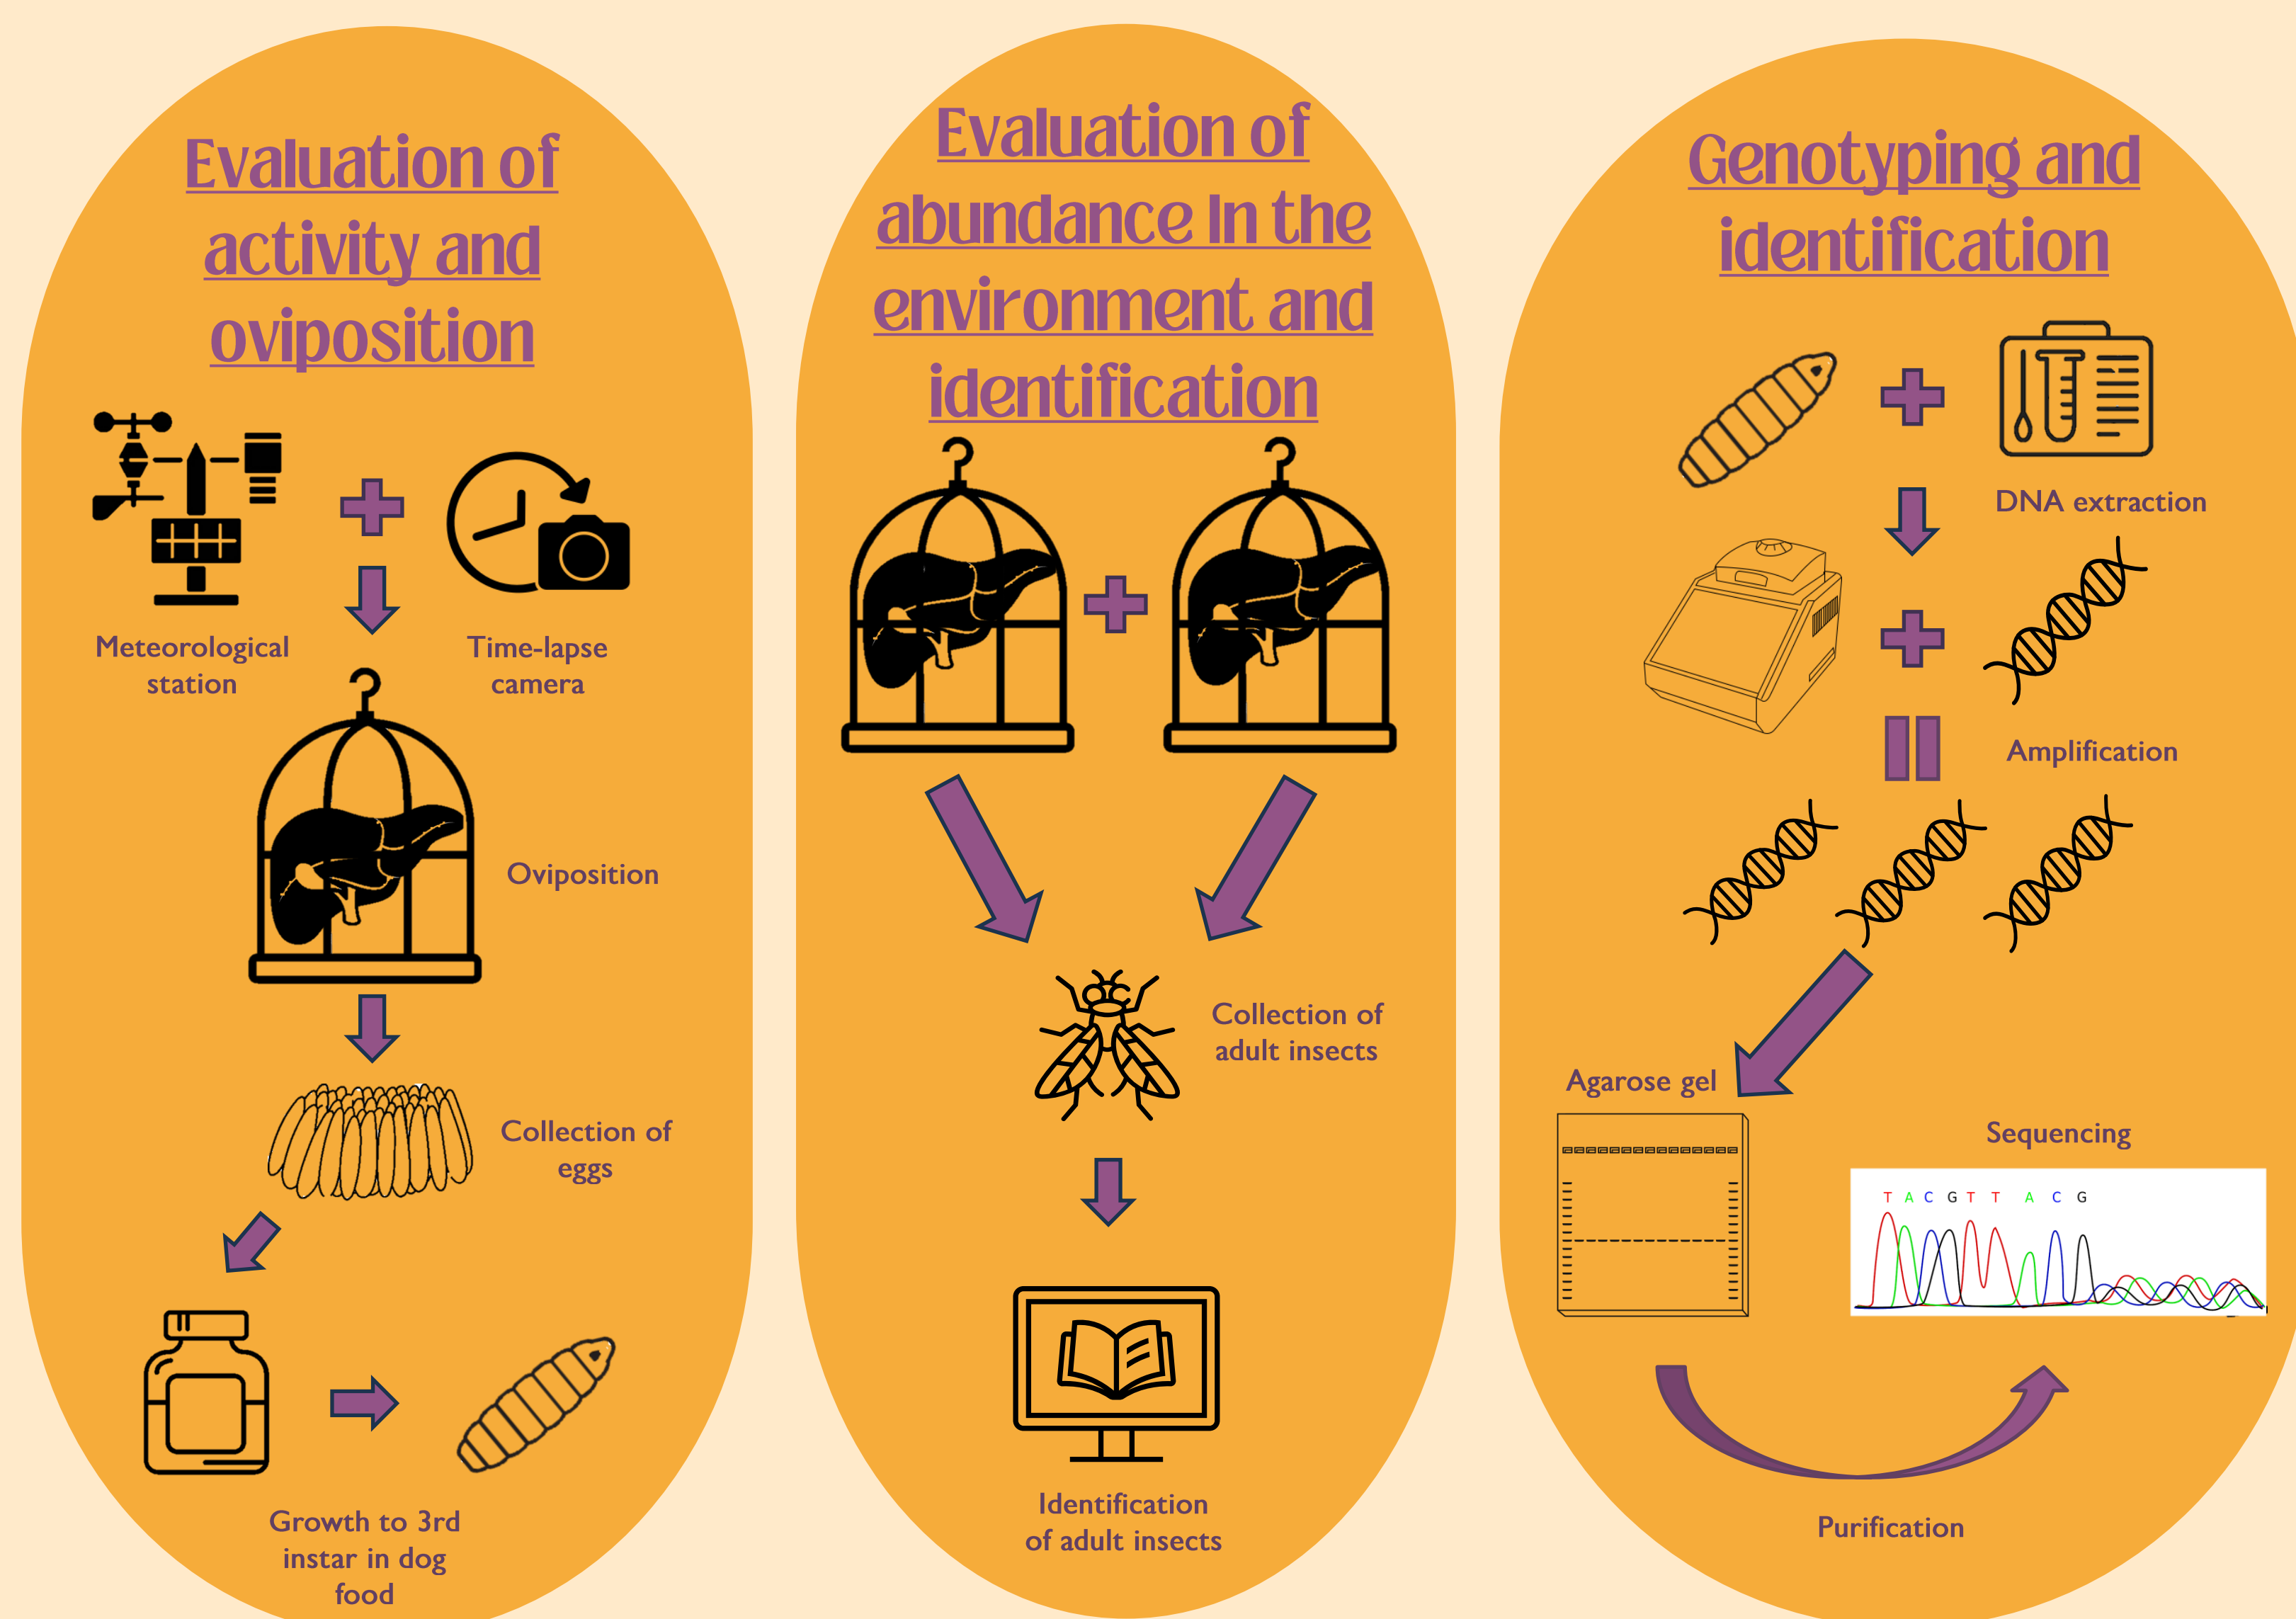 Evaluation of
activity and
oviposition
Meteorological
station
Time-lapse
camera
Oviposition
Collection of
eggs
Growth to 3rd
instar in dog
food
Evaluation of
abundance In the
environment and
identification
Collection of
adult insects
Identification
of adult insects
Genotyping and
identification
DNA extraction
Amplification
Agarose gel
Sequencing
T A C G T T A C G
Purification